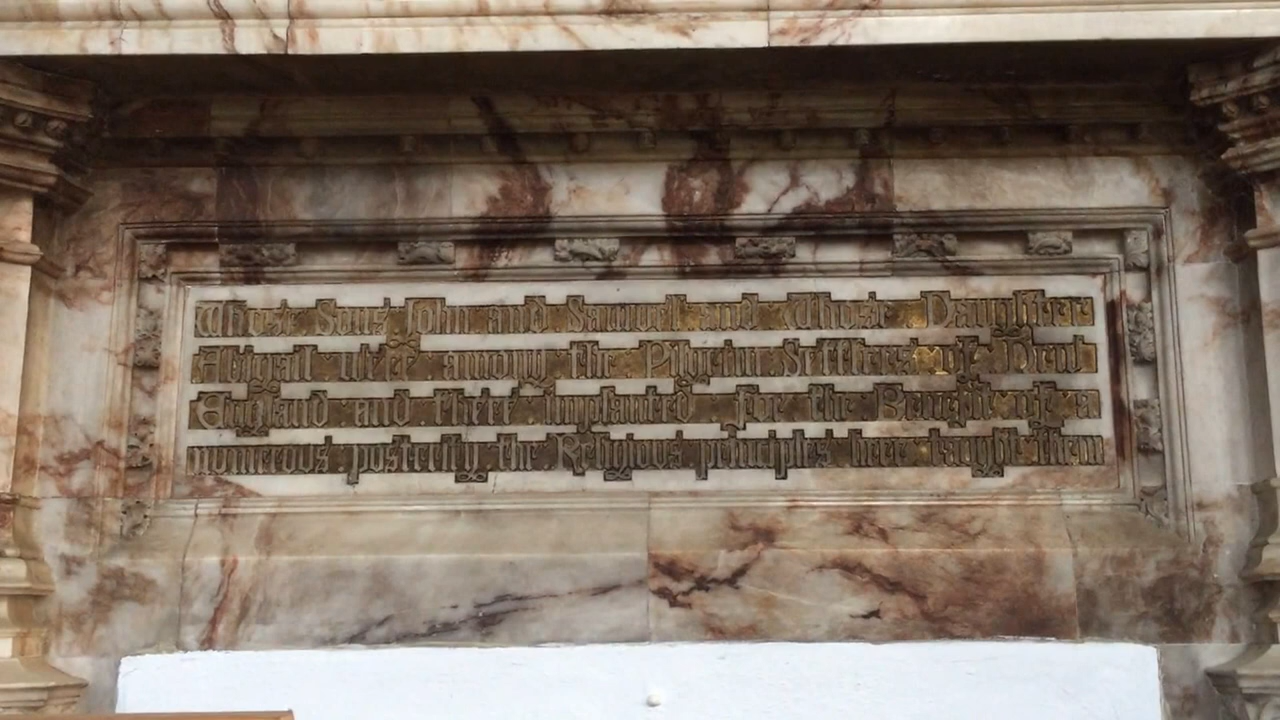 Whose Sons John and Samuel and Whose Daughter
Abigail were among the Pilgrim Settlers of New
England and there implanted for the Benefit of a
numerous posterity the Religious principles here taught them